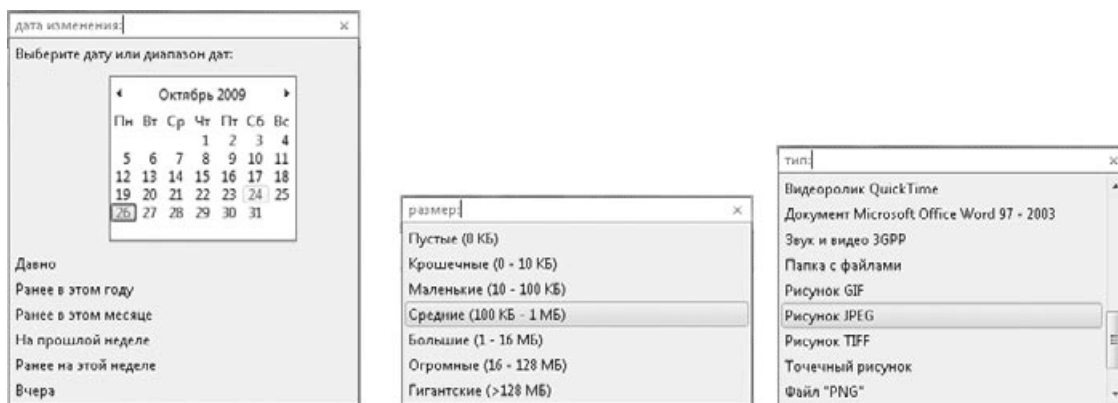 дата изменения:
Выберите дату или диапазон дат:
Октябрь 2009
Пн Вт Ср Чт Пт Сб Вс
1 2 3 4
5 6 7 8 9 10 11
12 13 14 15 16 17 18
19 20 21 22 23 24 25
26 27 28 29 30 31
Давно
Ранее в этом году
Ранее в этом месяце
На прошлой неделе
Ранее на этой неделе
Вчера
размер:
Пустые (0 КБ)
Крошечные (0 - 10 КБ)
Маленькие (10 - 100 КБ)
Средние (100 КБ - 1 МБ)
Большие (1 - 16 МБ)
Огромные (16 - 128 МБ)
Гигантские (>128 МБ)
тип:
Видеоролик QuickTime
Документ Microsoft Office Word 97 - 2003
Звук и видео 3GPP
Папка с файлами
Рисунок GIF
Рисунок JPEG
Рисунок TIFF
Точечный рисунок
Файл "PNG"